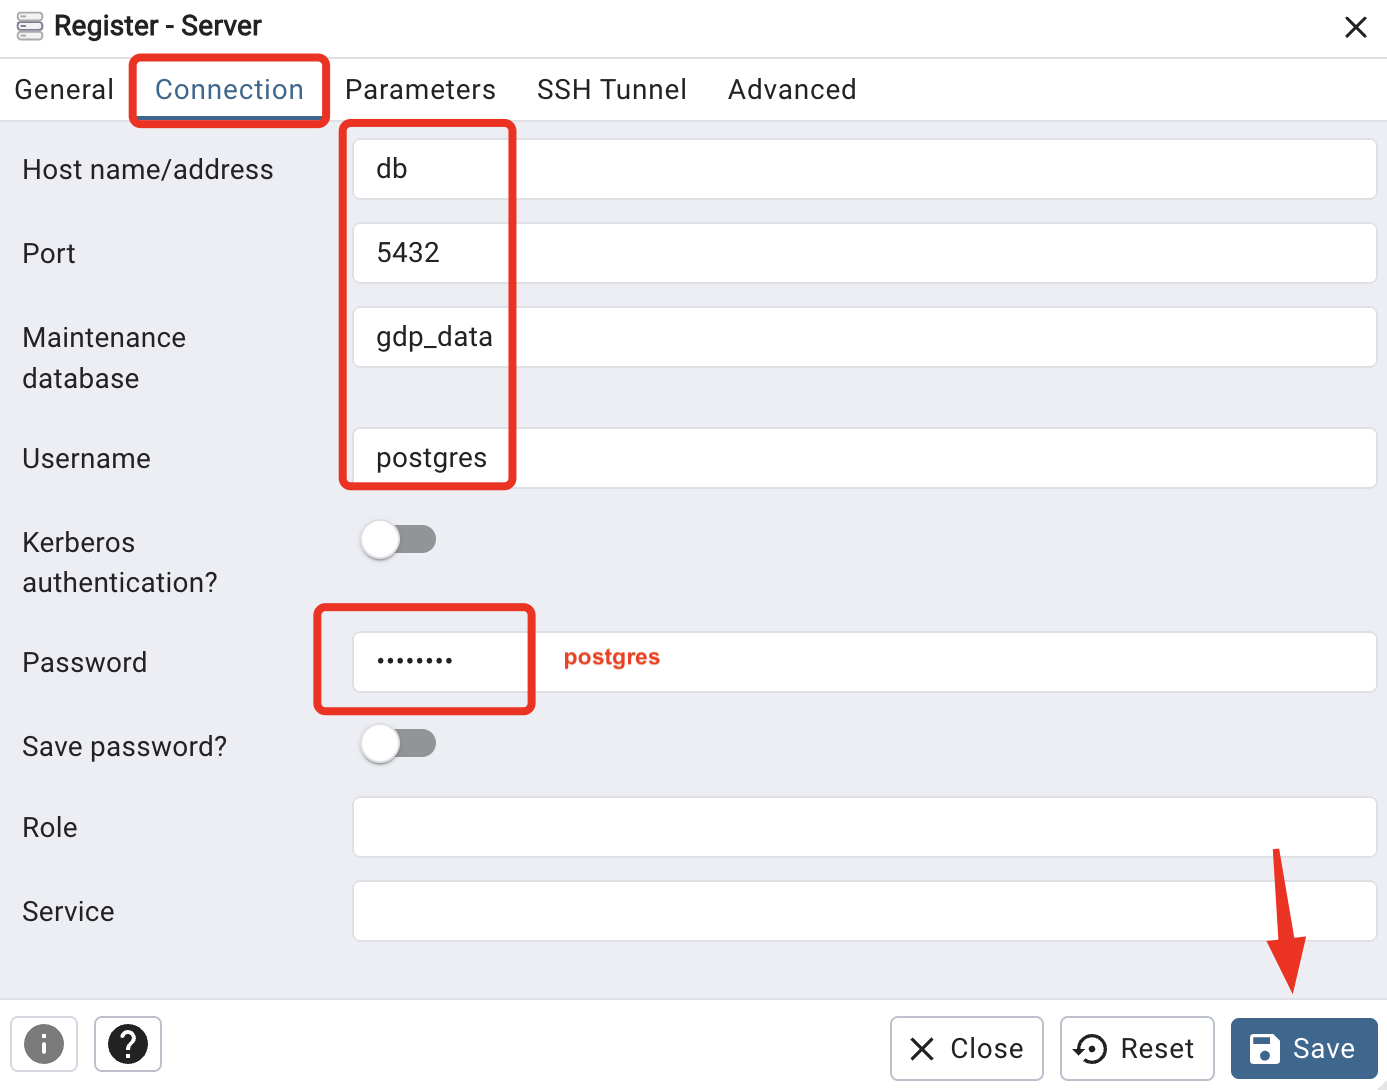 Register - Server
General Connection Parameters SSH Tunnel Advanced
Host name/address db
Port 5432
Maintenance database gdp_data
Username postgres
Kerberos authentication?
Password •••••••• postgres
Save password?
Role
Service
Close Reset Save